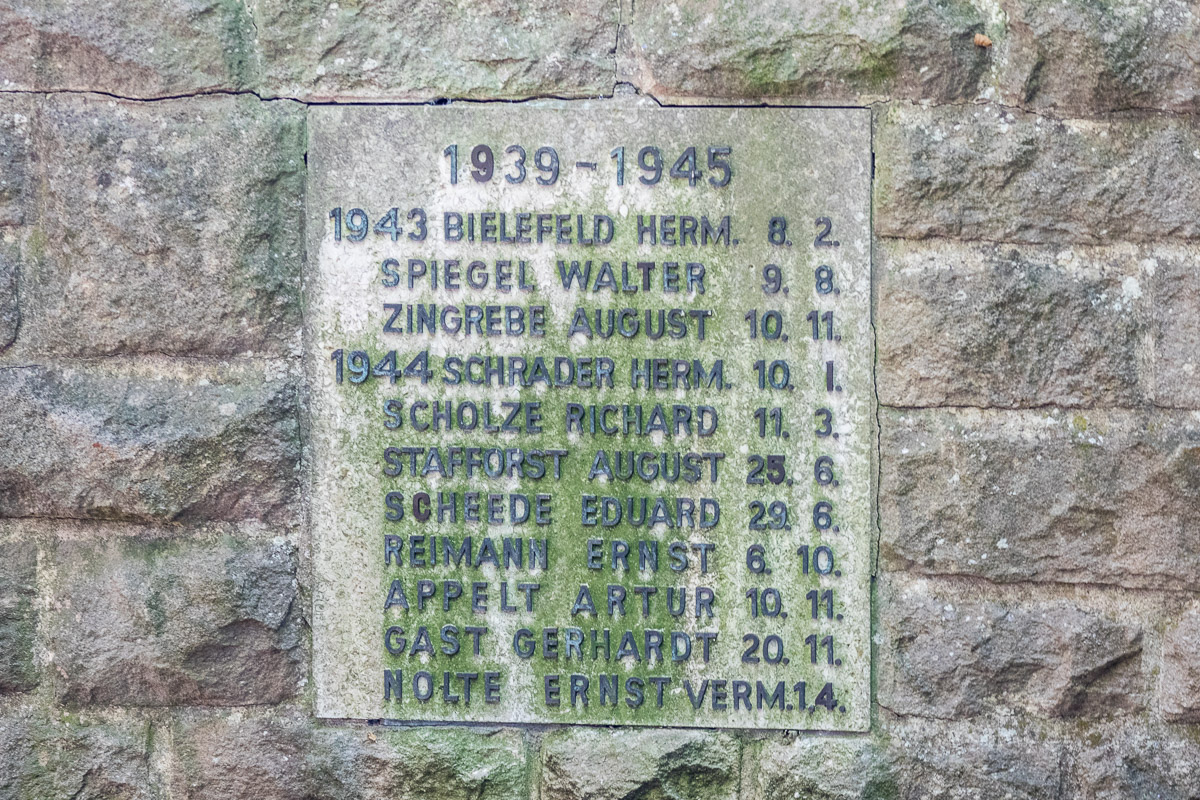 1939-1945
1943 BIELEFELD HERM. 8. 2.
SPIEGEL WALTER 9. 8.
ZINGREBE AUGUST 10. 11.
1944 SCHRADER HERM. 10. 1.
SCHOLZE RICHARD 11. 3.
STAFFORST AUGUST 25. 6.
SCHEEDE EDUARD 29. 6.
REIMANN ERNST 6. 10.
APPELT ARTUR 10. 11.
GAST GERHARDT 20. 11.
NOLTE ERNST VERM.1.4.